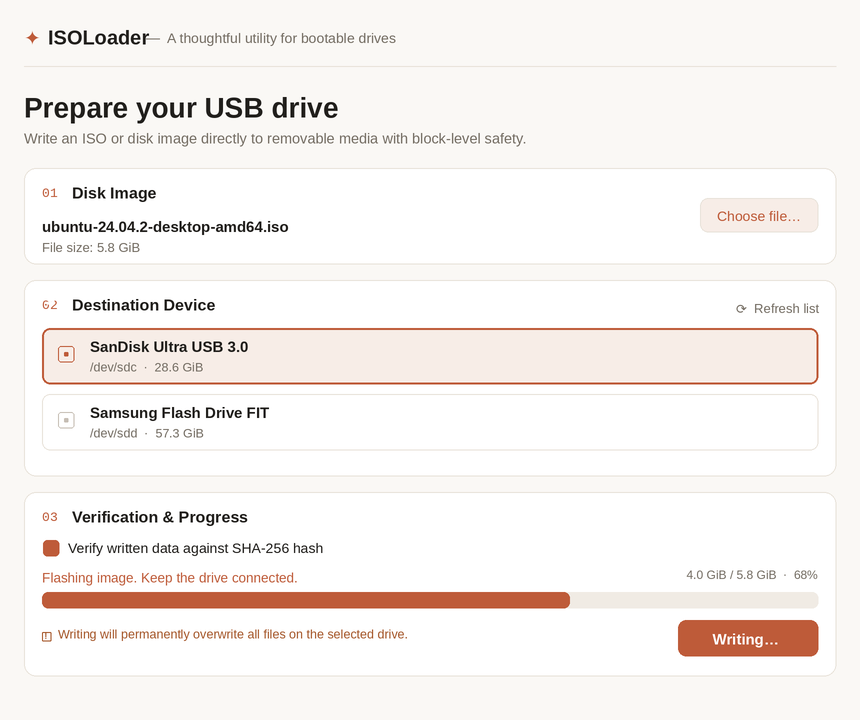 ✦ ISOLoader — A thoughtful utility for bootable drives
Prepare your USB drive
Write an ISO or disk image directly to removable media with block-level safety.
01 Disk Image
ubuntu-24.04.2-desktop-amd64.iso
File size: 5.8 GiB
Choose file…
02 Destination Device
⟳ Refresh list
SanDisk Ultra USB 3.0
/dev/sdc · 28.6 GiB
Samsung Flash Drive FIT
/dev/sdd · 57.3 GiB
03 Verification & Progress
Verify written data against SHA-256 hash
Flashing image. Keep the drive connected.
4.0 GiB / 5.8 GiB · 68%
Writing will permanently overwrite all files on the selected drive.
Writing…